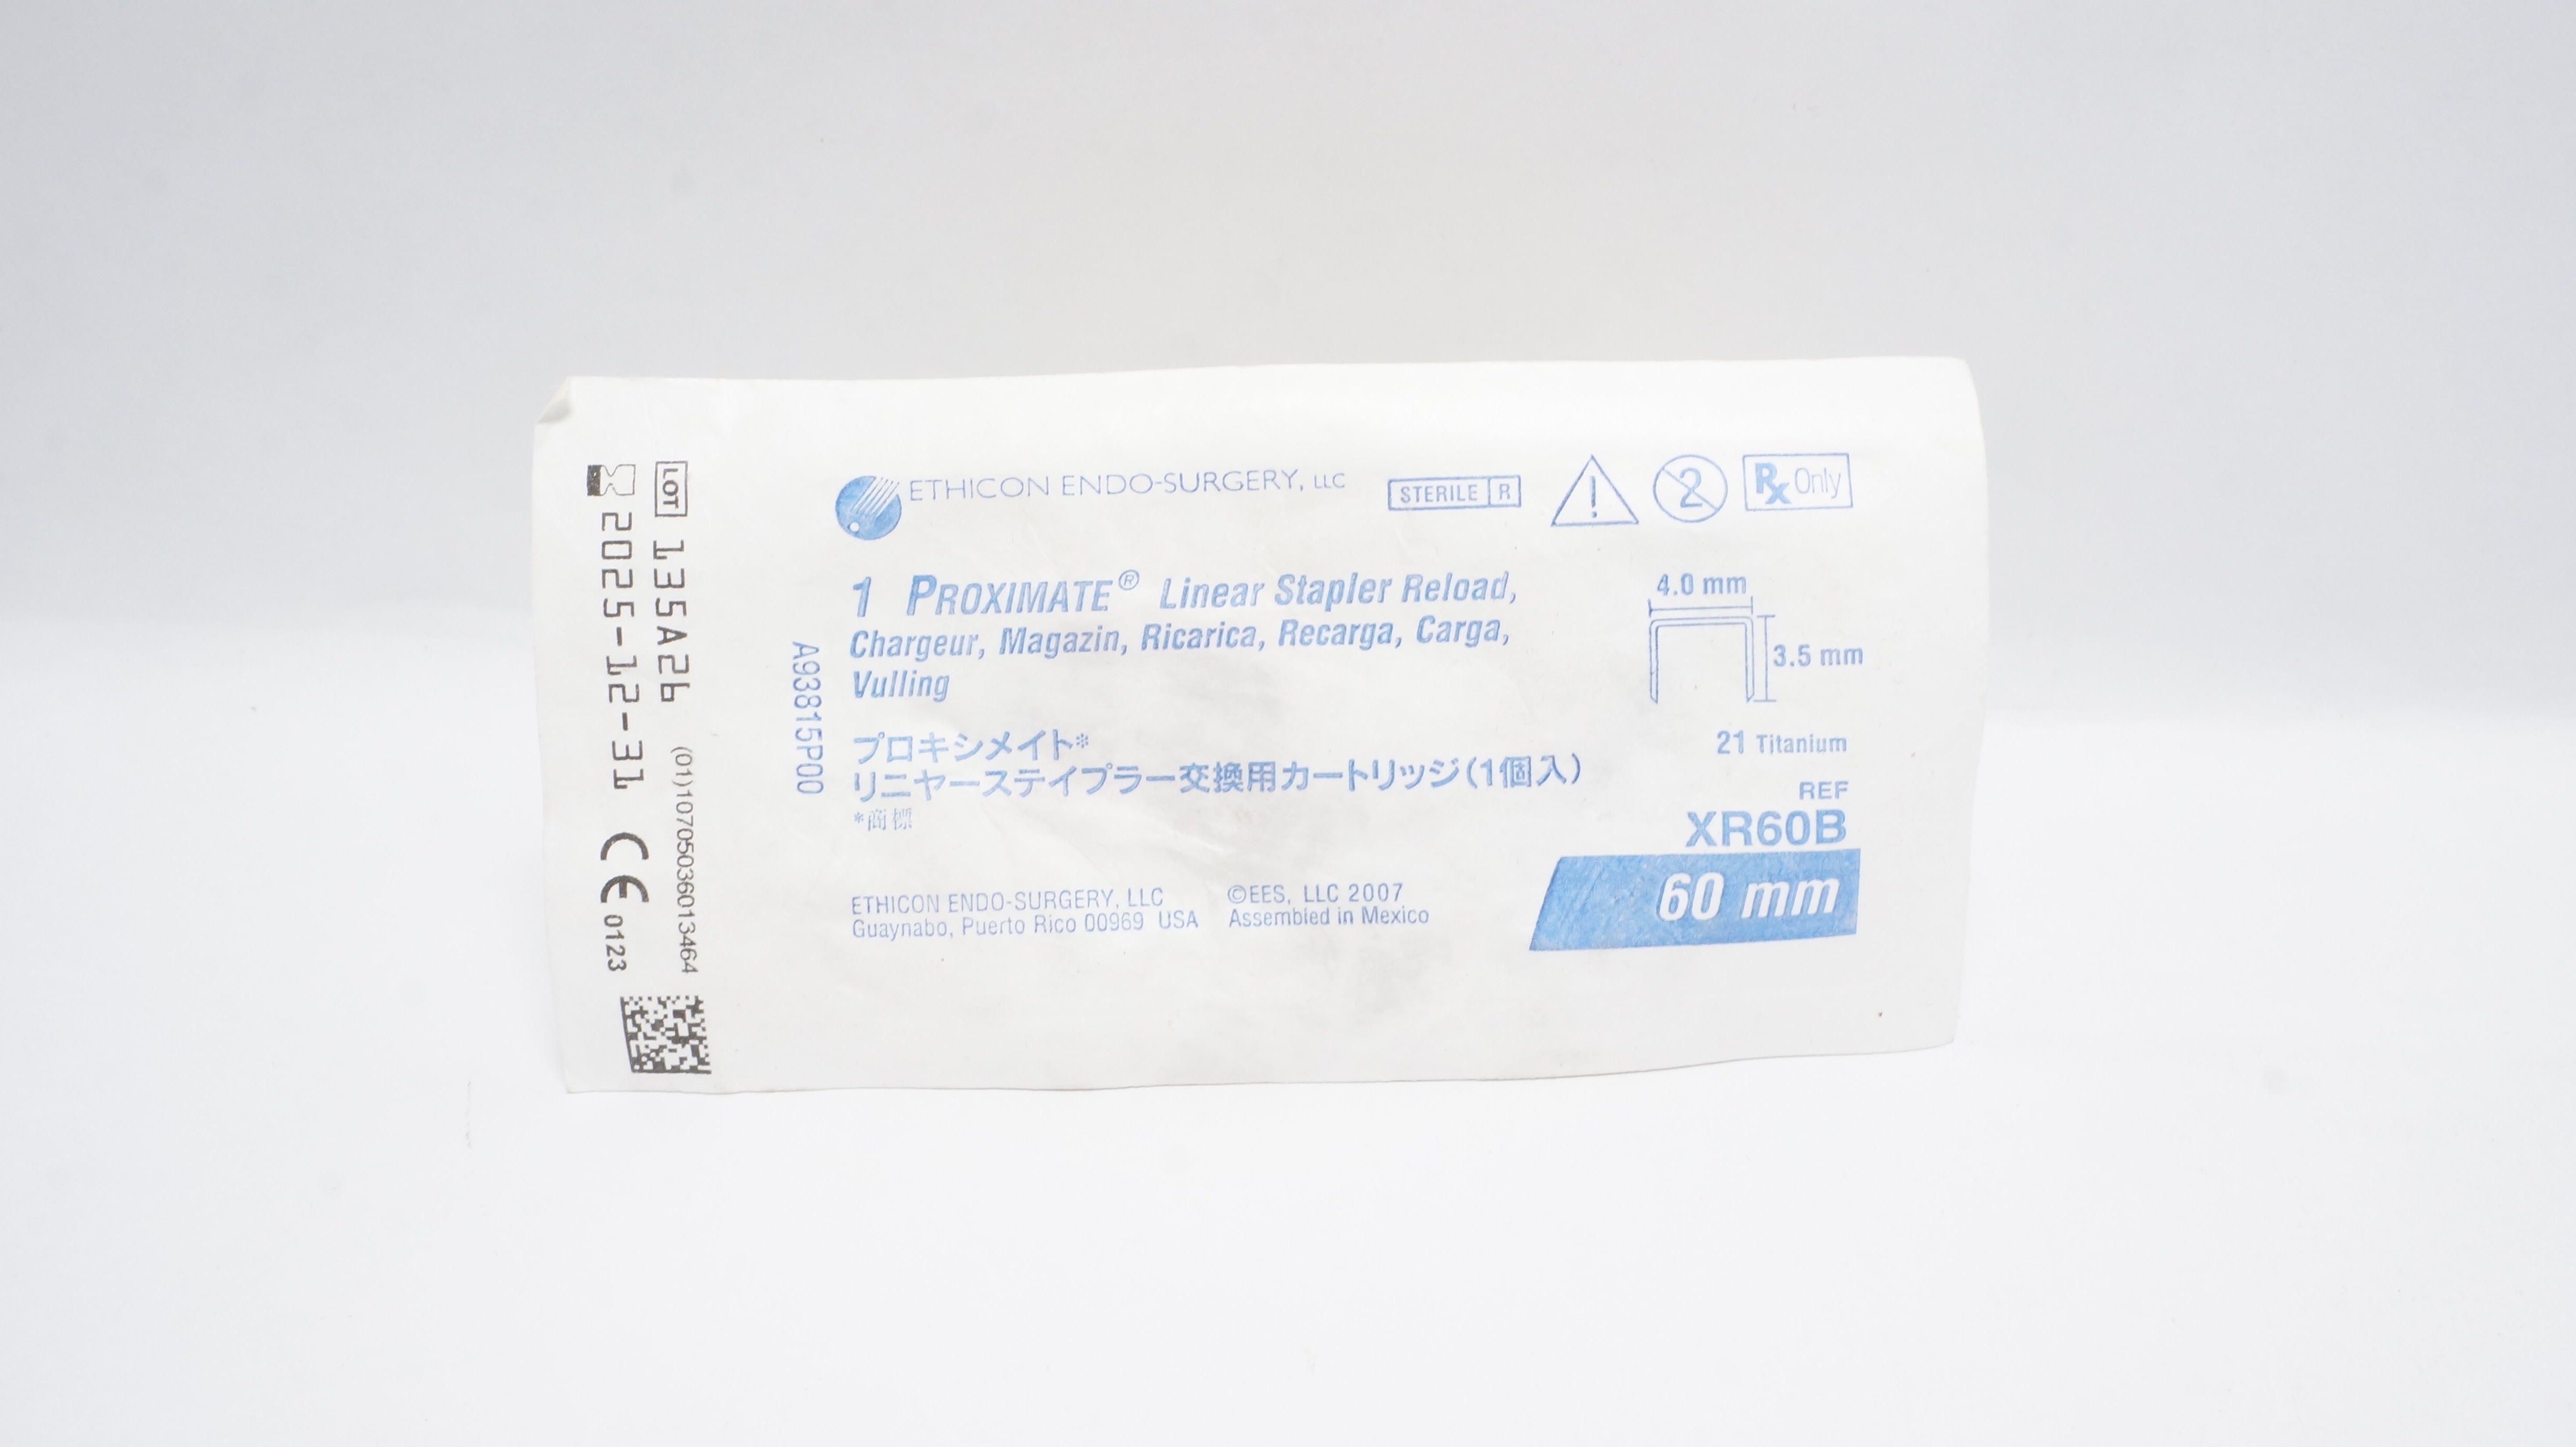 LOT 135A26 (01)10705036013464
2025-12-31 CE 0123
A93815P00
ETHICON ENDO-SURGERY, LLC
STERILE R
!
2
Rx Only
1 PROXIMATE® Linear Stapler Reload,
Chargeur, Magazin, Ricarica, Recarga, Carga,
Vulling
プロキシメイト*
リニヤーステイプラー交換用カートリッジ(1個入)
*商標
ETHICON ENDO-SURGERY, LLC
Guaynabo, Puerto Rico 00969 USA
©EES, LLC 2007
Assembled in Mexico
4.0 mm
3.5 mm
21 Titanium
REF
XR60B
60 mm